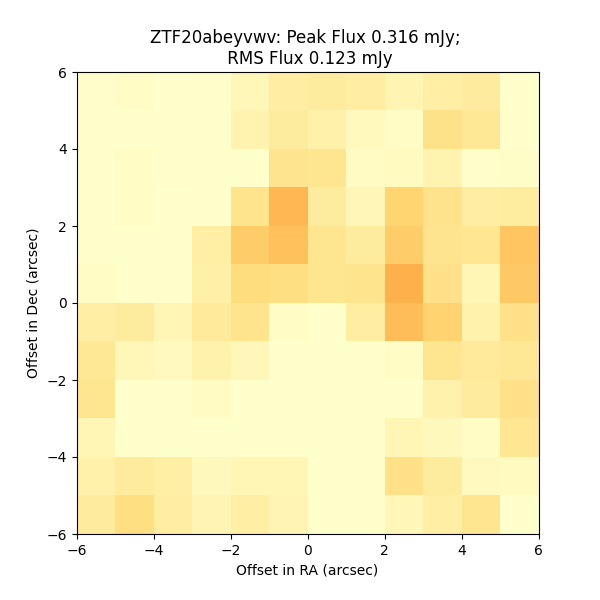 ZTF20abeyvwv: Peak Flux 0.316 mJy;
RMS Flux 0.123 mJy
6
4
2
0
−2
−4
−6
Offset in Dec (arcsec)
−6 −4 −2 0 2 4 6
Offset in RA (arcsec)